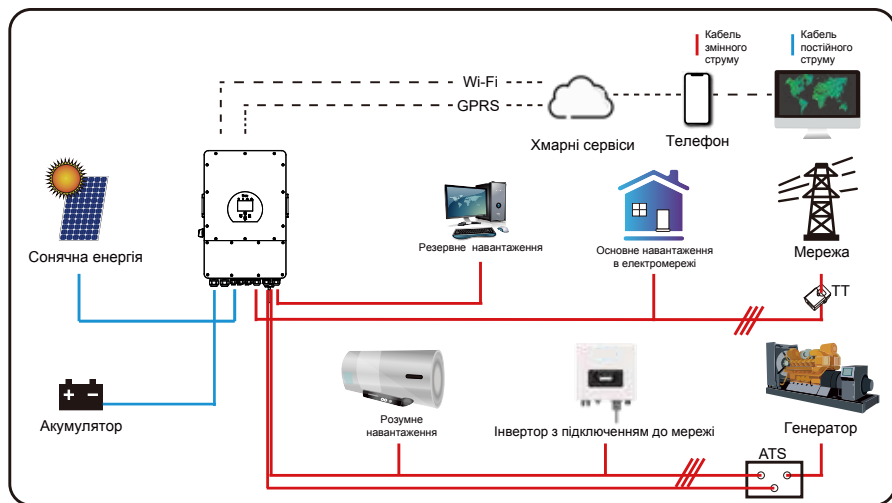 Кабель
змінного
струму
Кабель
постійного
струму
Wi-Fi
GPRS
Хмарні сервіси
Телефон
Сонячна енергія
Резервне навантаження
Основне навантаження
в електромережі
Мережа
ТТ
Акумулятор
Розумне
навантаження
Інвертор з підключенням до мережі
Генератор
ATS